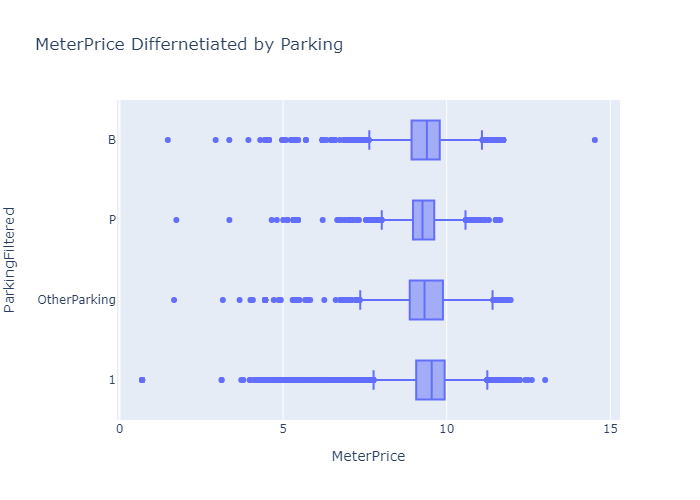 MeterPrice Differnetiated by Parking
B
P
OtherParking
1
ParkingFiltered
0 5 10 15
MeterPrice